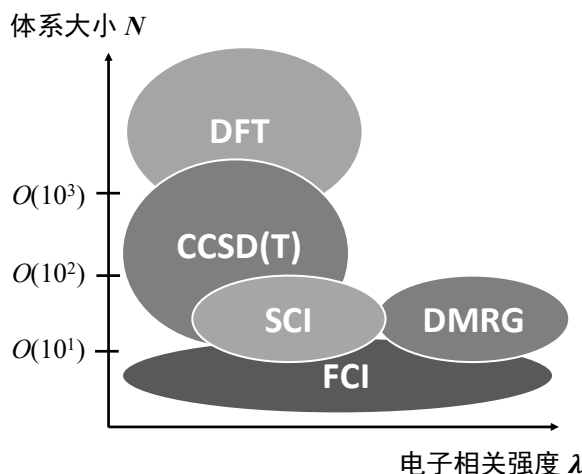 体系大小 N
DFT
O(10³)
CCSD(T)
O(10²)
SCI
DMRG
O(10¹)
FCI
电子相关强度 λ